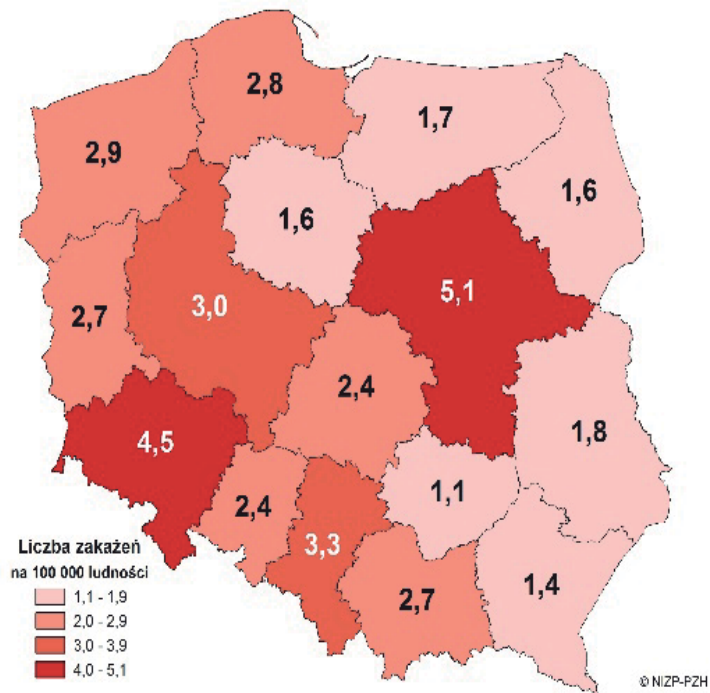 2,8
1,7
2,9
1,6
1,6
5,1
3,0
2,7
2,4
1,8
4,5
1,1
2,4
3,3
1,4
2,7
Liczba zakażeń
na 100 000 ludności
1,1 - 1,9
2,0 - 2,9
3,0 - 3,9
4,0 - 5,1
© NIZP-PZH